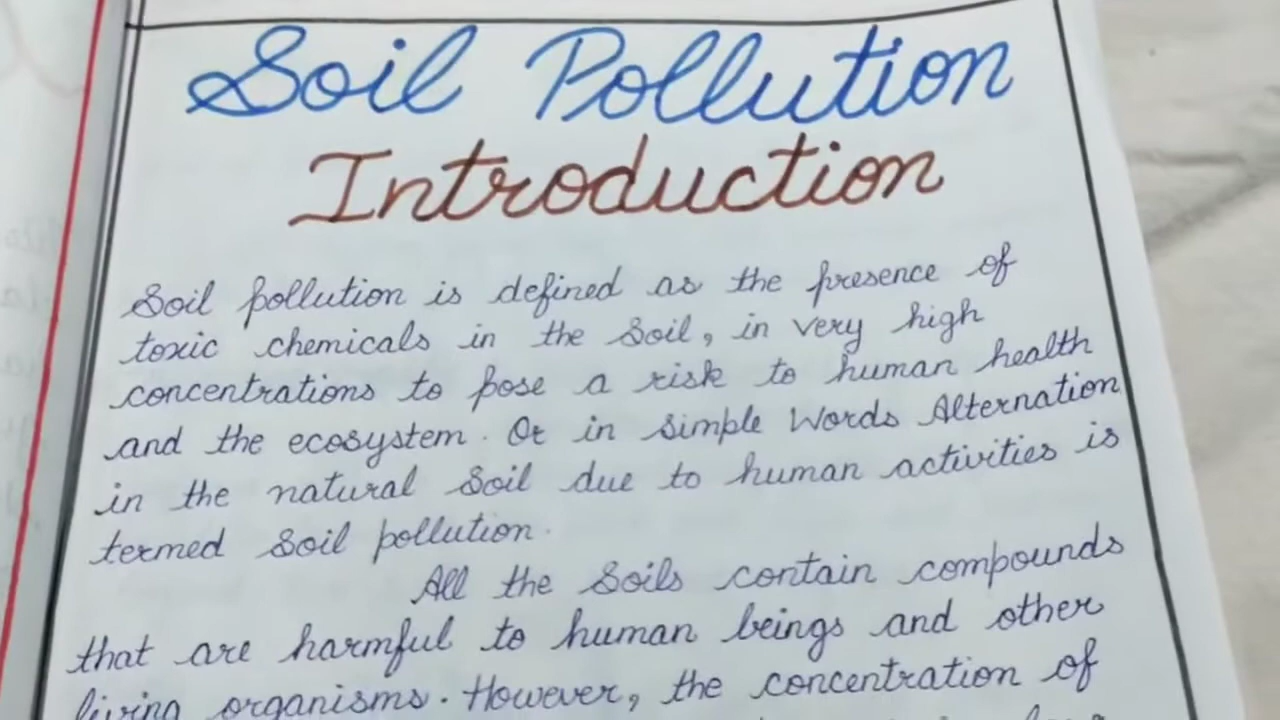 Soil Pollution
Introduction
Soil pollution is defined as the presence of
toxic chemicals in the Soil, in very high
concentrations to pose a risk to human health
and the ecosystem. Or in simple Words Alternation
in the natural Soil due to human activities is
termed Soil pollution.
All the Soils contain compounds
that are harmful to human beings and other
living organisms. However, the concentration of